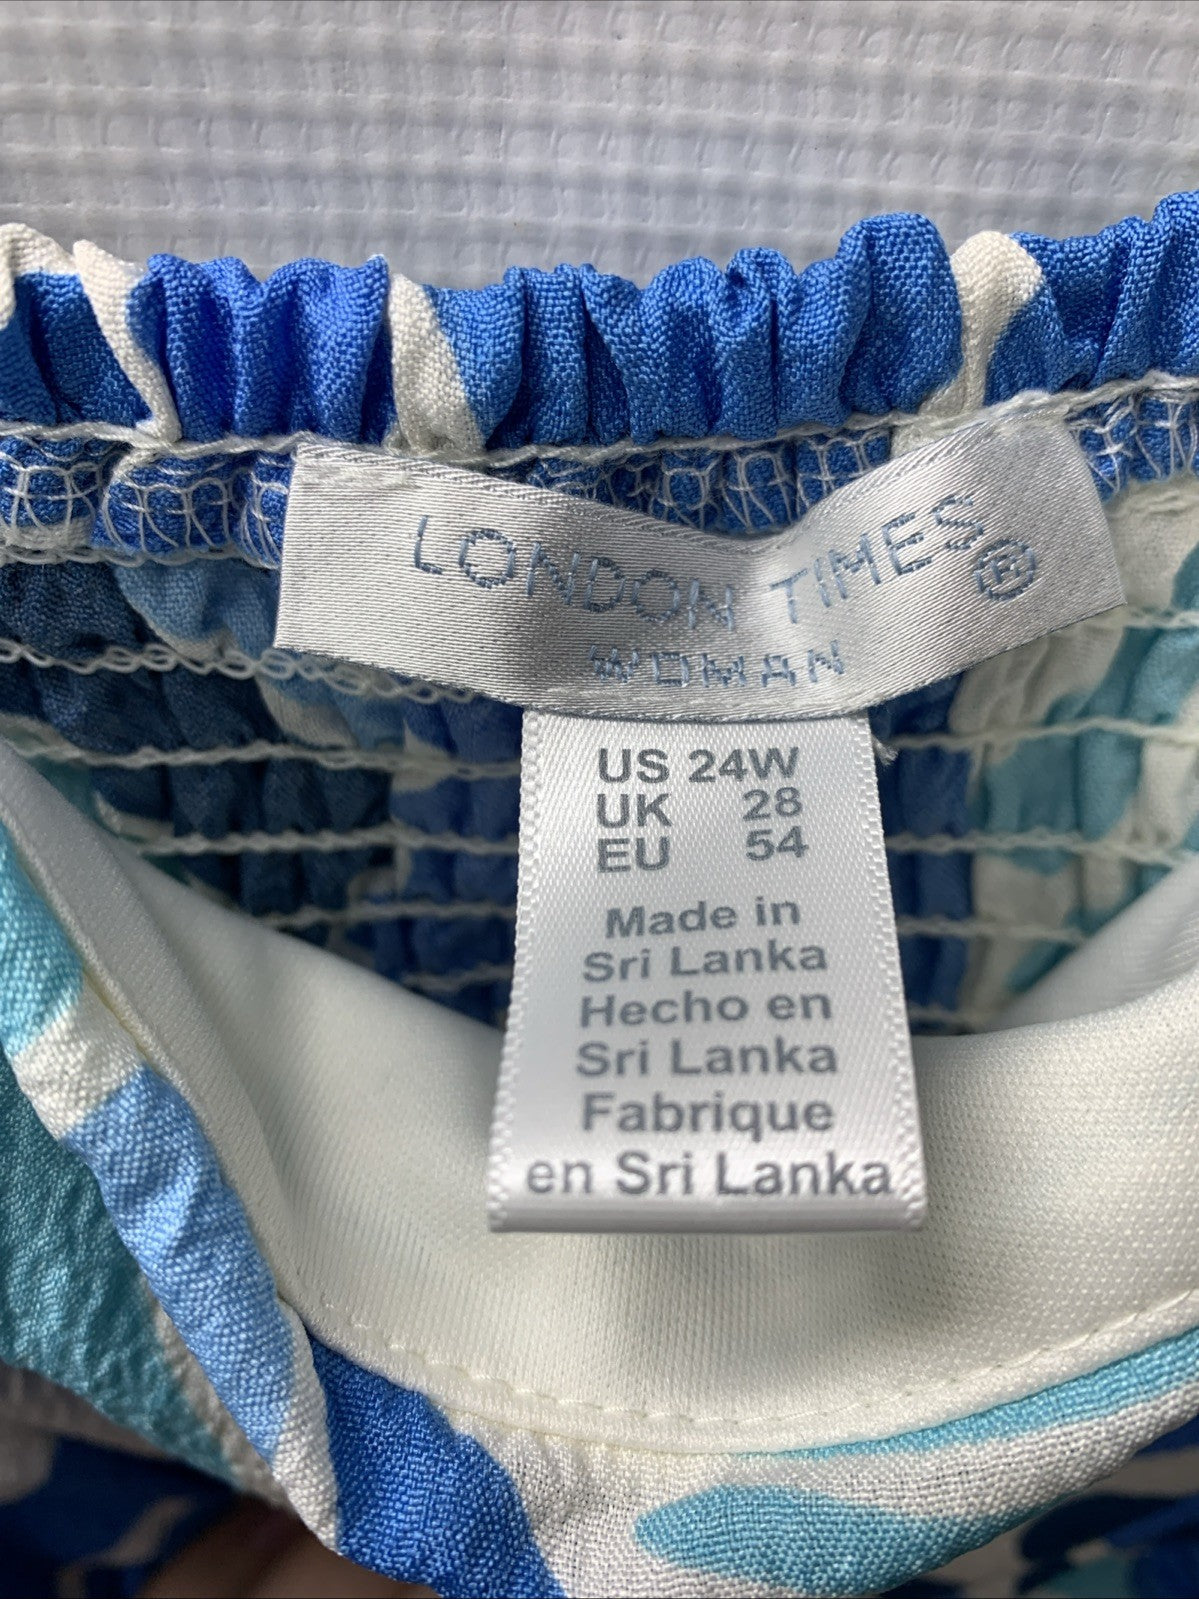 LONDON TIMES®
WOMAN
US 24W
UK 28
EU 54
Made in
Sri Lanka
Hecho en
Sri Lanka
Fabrique
en Sri Lanka